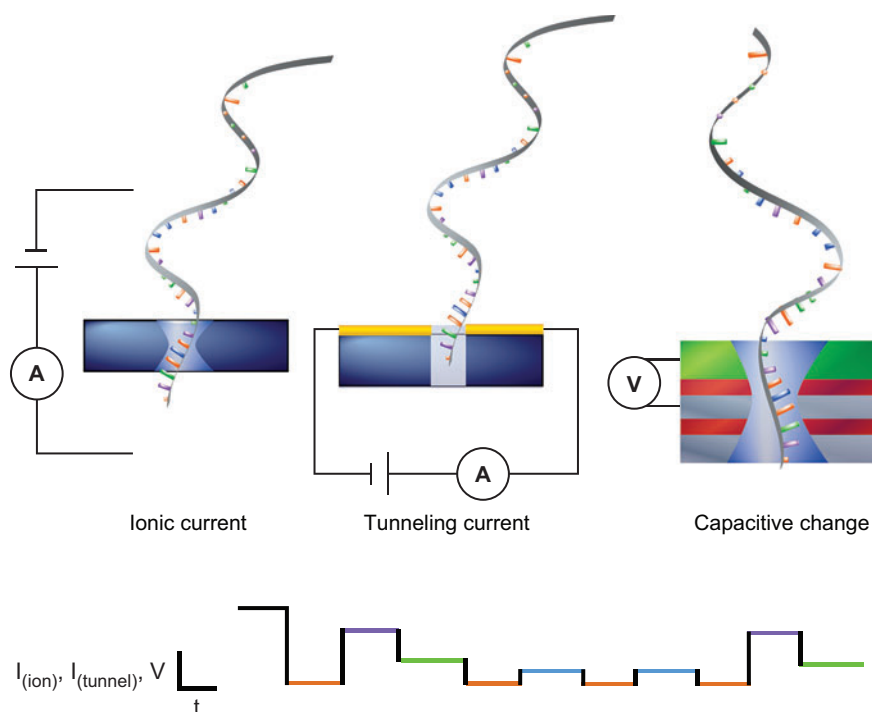 A
A
V
Ionic current
Tunneling current
Capacitive change
I(ion), I(tunnel), V
t